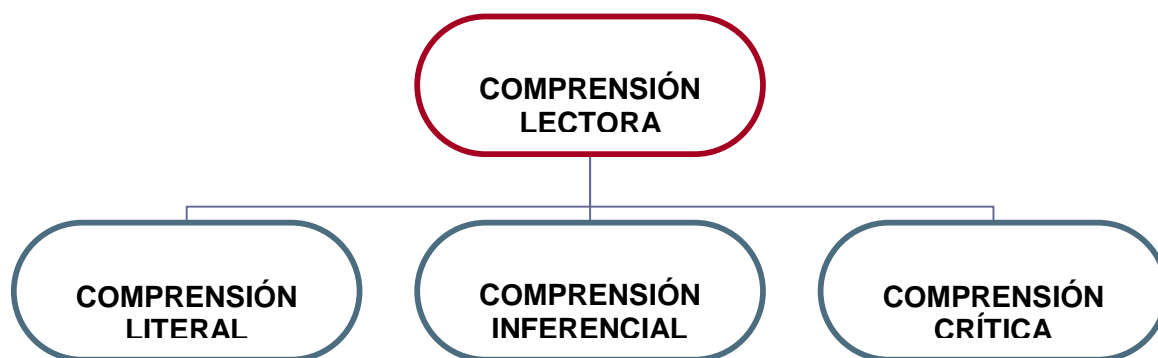 COMPRENSIÓN
LECTORA
COMPRENSIÓN
LITERAL
COMPRENSIÓN
INFERENCIAL
COMPRENSIÓN
CRÍTICA